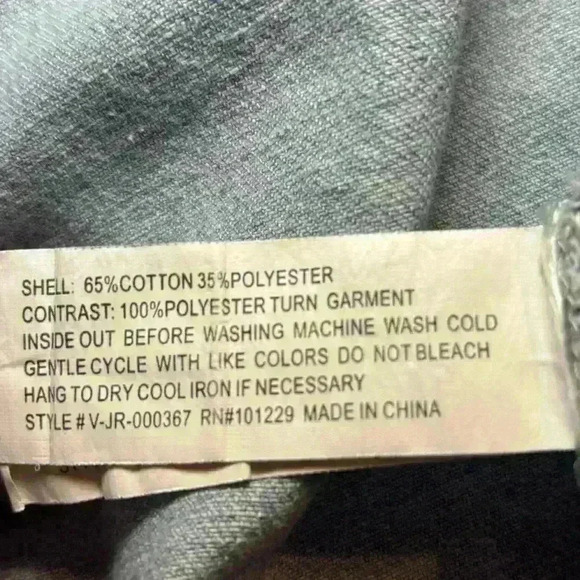 SHELL: 65%COTTON 35%POLYESTER
CONTRAST: 100%POLYESTER TURN GARMENT
INSIDE OUT BEFORE WASHING MACHINE WASH COLD
GENTLE CYCLE WITH LIKE COLORS DO NOT BLEACH
HANG TO DRY COOL IRON IF NECESSARY
STYLE # V-JR-000367 RN#101229 MADE IN CHINA